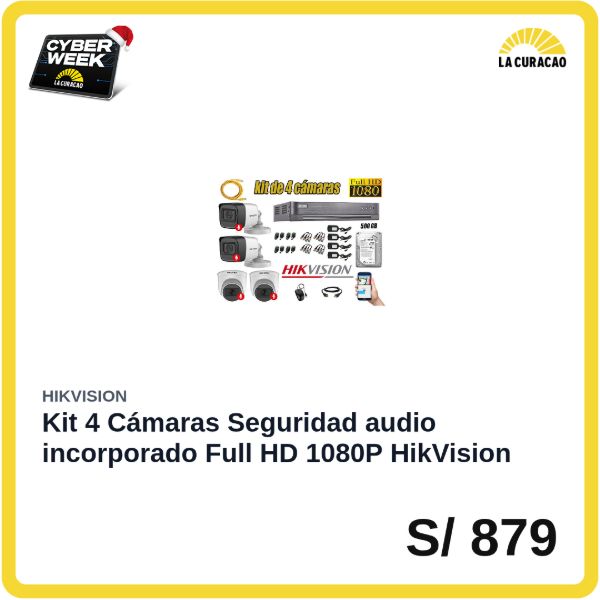 CYBER
WEEK
LA CURACAO
LA CURACAO
kit de 4 cámaras
Full HD
1080
500 GB
HIKVISION
HIKVISION
Kit 4 Cámaras Seguridad audio
incorporado Full HD 1080P HikVision
S/ 879